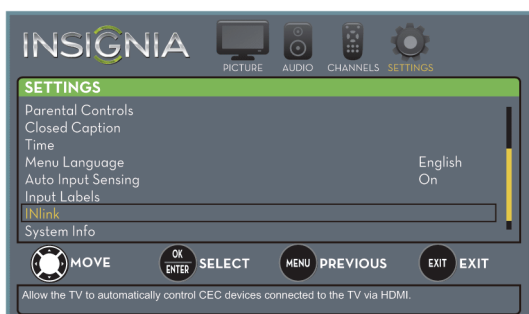 INSIGNIA
PICTURE AUDIO CHANNELS SETTINGS
SETTINGS
Parental Controls
Closed Caption
Time
Menu Language English
Auto Input Sensing On
Input Labels
INlink
System Info
MOVE OK ENTER SELECT MENU PREVIOUS EXIT EXIT
Allow the TV to automatically control CEC devices connected to the TV via HDMI.